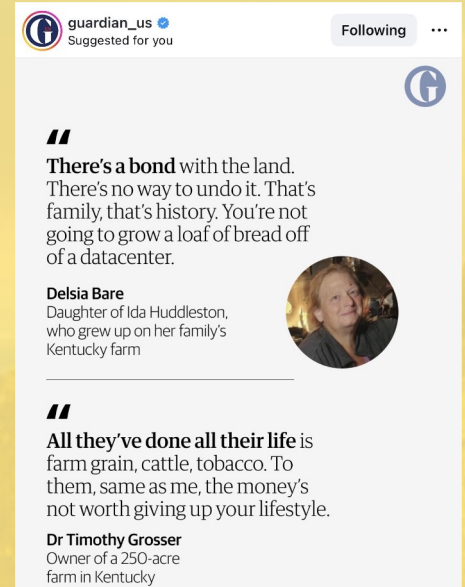 guardian_us
Suggested for you
Following
There's a bond with the land.
There's no way to undo it. That's
family, that's history. You're not
going to grow a loaf of bread off
of a datacenter.
Delsia Bare
Daughter of Ida Huddleston,
who grew up on her family's
Kentucky farm
All they've done all their life is
farm grain, cattle, tobacco. To
them, same as me, the money's
not worth giving up your lifestyle.
Dr Timothy Grosser
Owner of a 250-acre
farm in Kentucky